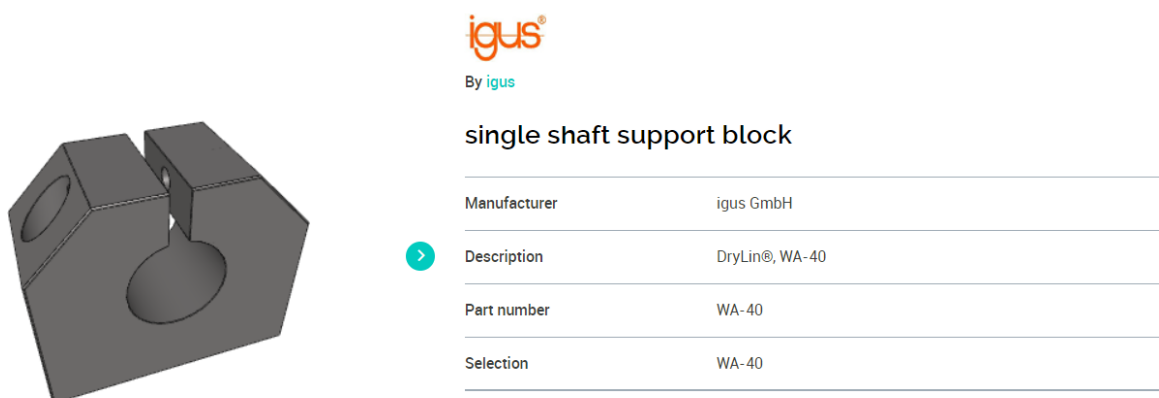 igus®
By igus
single shaft support block
Manufacturer igus GmbH
Description DryLin®, WA-40
Part number WA-40
Selection WA-40